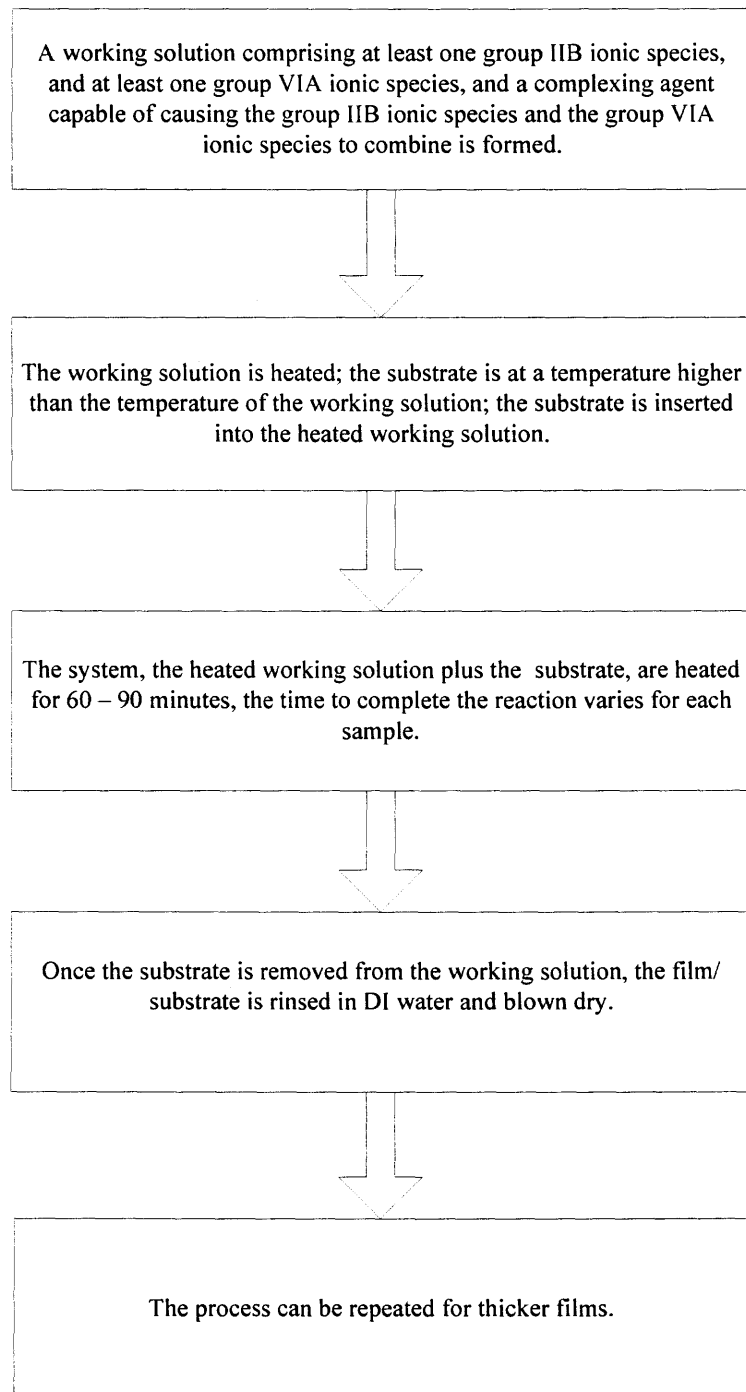 A working solution comprising at least one group IIB ionic species,
and at least one group VIA ionic species, and a complexing agent
capable of causing the group IIB ionic species and the group VIA
ionic species to combine is formed.
The working solution is heated; the substrate is at a temperature higher
than the temperature of the working solution; the substrate is inserted
into the heated working solution.
The system, the heated working solution plus the substrate, are heated
for 60 – 90 minutes, the time to complete the reaction varies for each
sample.
Once the substrate is removed from the working solution, the film/
substrate is rinsed in DI water and blown dry.
The process can be repeated for thicker films.